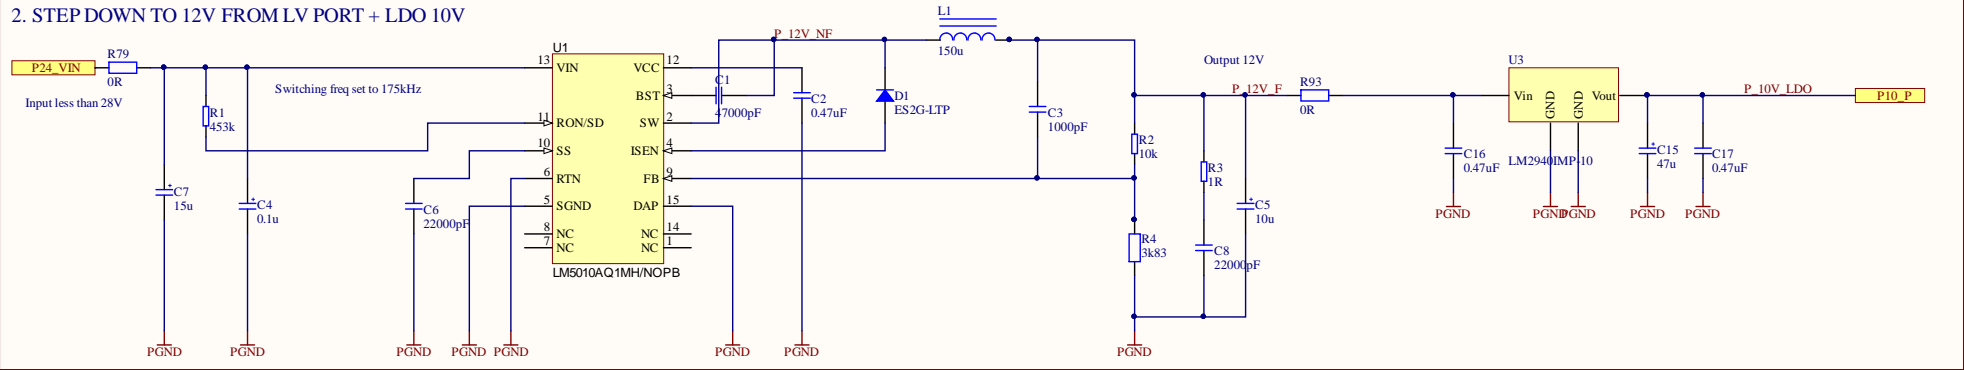 2. STEP DOWN TO 12V FROM LV PORT + LDO 10V
P24_VIN
Input less than 28V
R79
0R
R1
453k
Switching freq set to 175kHz
C7
15u
C4
0.1u
C6
22000pF
U1
13 VIN
11 RON/SD
10 SS
6 RTN
5 SGND
8 NC
7 NC
VCC 12
BST 3
SW 2
ISEN 4
FB 9
DAP 15
NC 14
NC 1
LM5010AQ1MH/NOPB
C1
47000pF
P_12V_NF
C2
0.47uF
D1
ES2G-LTP
L1
150u
C3
1000pF
R2
10k
R4
3k83
R3
1R
C8
22000pF
Output 12V
P_12V_F
C5
10u
R93
0R
C16
0.47uF
U3
Vin
GND
GND
Vout
LM2940IMP-10
C15
47u
C17
0.47uF
P_10V_LDO
P10_P
PGND
PGND
PGND
PGND
PGND
PGND
PGND
PGND
PGND
PGND
PGND
PGND
PGND